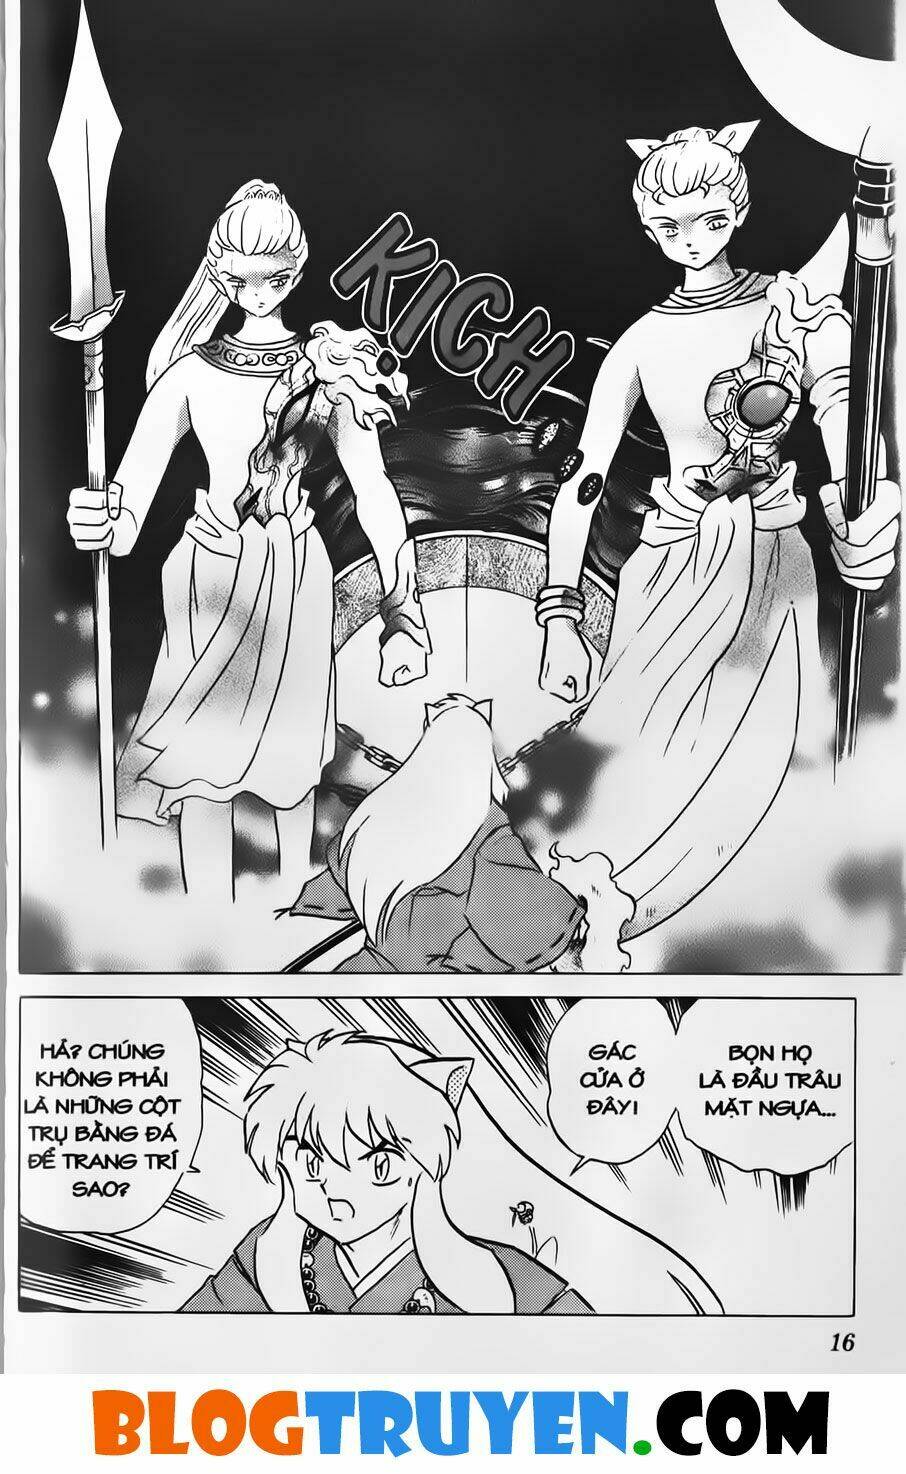 KỊCH
BỌN HỌ
LÀ ĐẦU TRÂU
MẶT NGỰA...
GÁC
CỬA Ở
ĐÂY!
HẢ? CHÚNG
KHÔNG PHẢI
LÀ NHỮNG CỘT
TRỤ BẰNG ĐÁ
ĐỂ TRANG TRÍ
SAO?
16
BLOGTRUYEN.COM